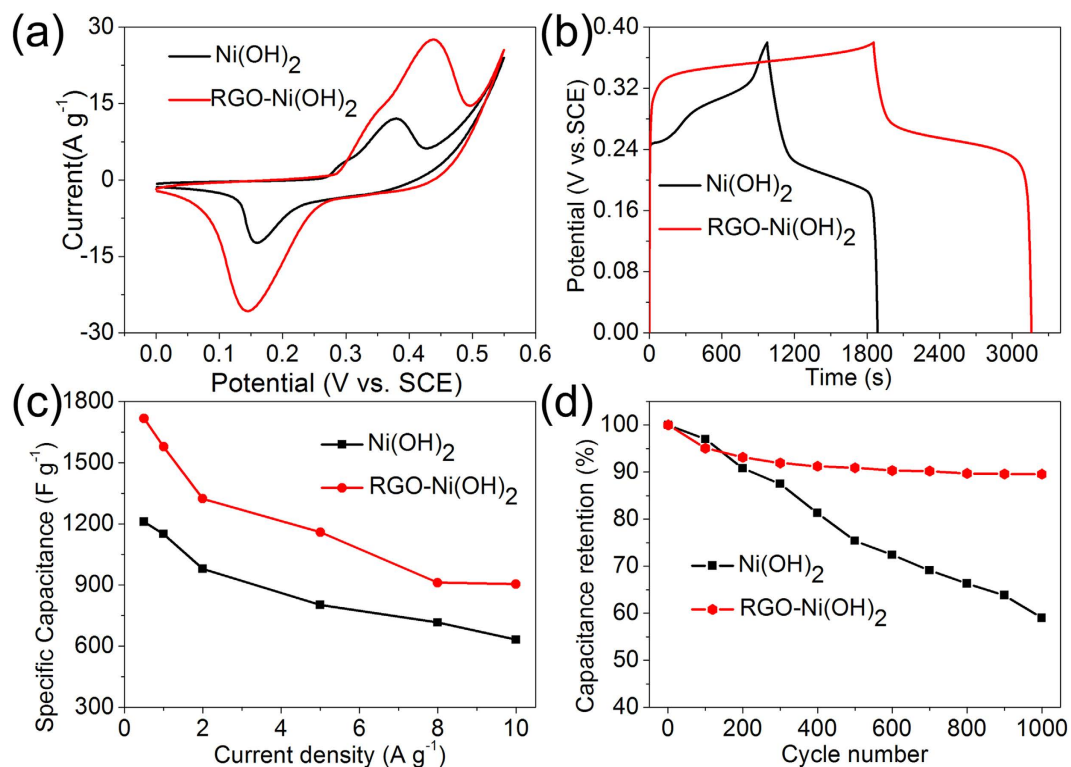 (a)
30
15
0
-15
-30
Current(A g⁻¹)
Ni(OH)₂
RGO-Ni(OH)₂
0.0 0.1 0.2 0.3 0.4 0.5 0.6
Potential (V vs. SCE)
(b)
0.36
0.24
0.16
0.08
0.00
Potential (V vs.SCE)
Ni(OH)₂
RGO-Ni(OH)₂
0 600 1200 1800 2400 3000
Time (s)
(c)
1800
1500
1200
900
600
300
Specific Capacitance (F g⁻¹)
Ni(OH)₂
RGO-Ni(OH)₂
0 2 4 6 8 10
Current density (A g⁻¹)
(d)
100
90
80
70
60
50
40
Capacitance retention (%)
Ni(OH)₂
RGO-Ni(OH)₂
0 200 400 600 800 1000
Cycle number